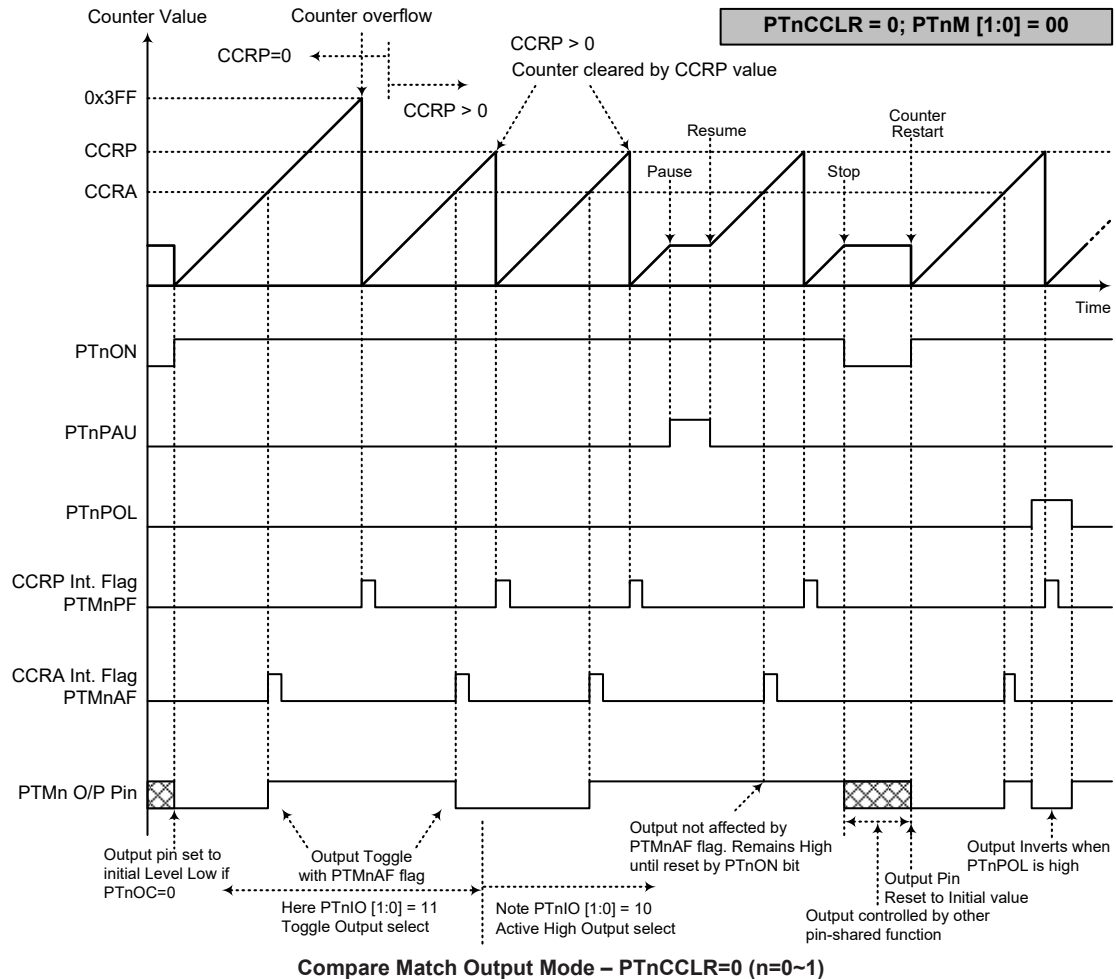 Counter Value
Counter overflow
PTnCCLR = 0; PTnM [1:0] = 00
CCRP=0
CCRP > 0
CCRP > 0
Counter cleared by CCRP value
0x3FF
CCRP
CCRA
Pause
Resume
Stop
Counter
Restart
Time
PTnON
PTnPAU
PTnPOL
CCRP Int. Flag
PTMnPF
CCRA Int. Flag
PTMnAF
PTMn O/P Pin
Output pin set to
initial Level Low if
PTnOC=0
Output Toggle
with PTMnAF flag
Here PTnIO [1:0] = 11
Toggle Output select
Note PTnIO [1:0] = 10
Active High Output select
Output not affected by
PTMnAF flag. Remains High
until reset by PTnON bit
Output Pin
Reset to Initial value
Output controlled by other
pin-shared function
Output Inverts when
PTnPOL is high
Compare Match Output Mode – PTnCCLR=0 (n=0~1)